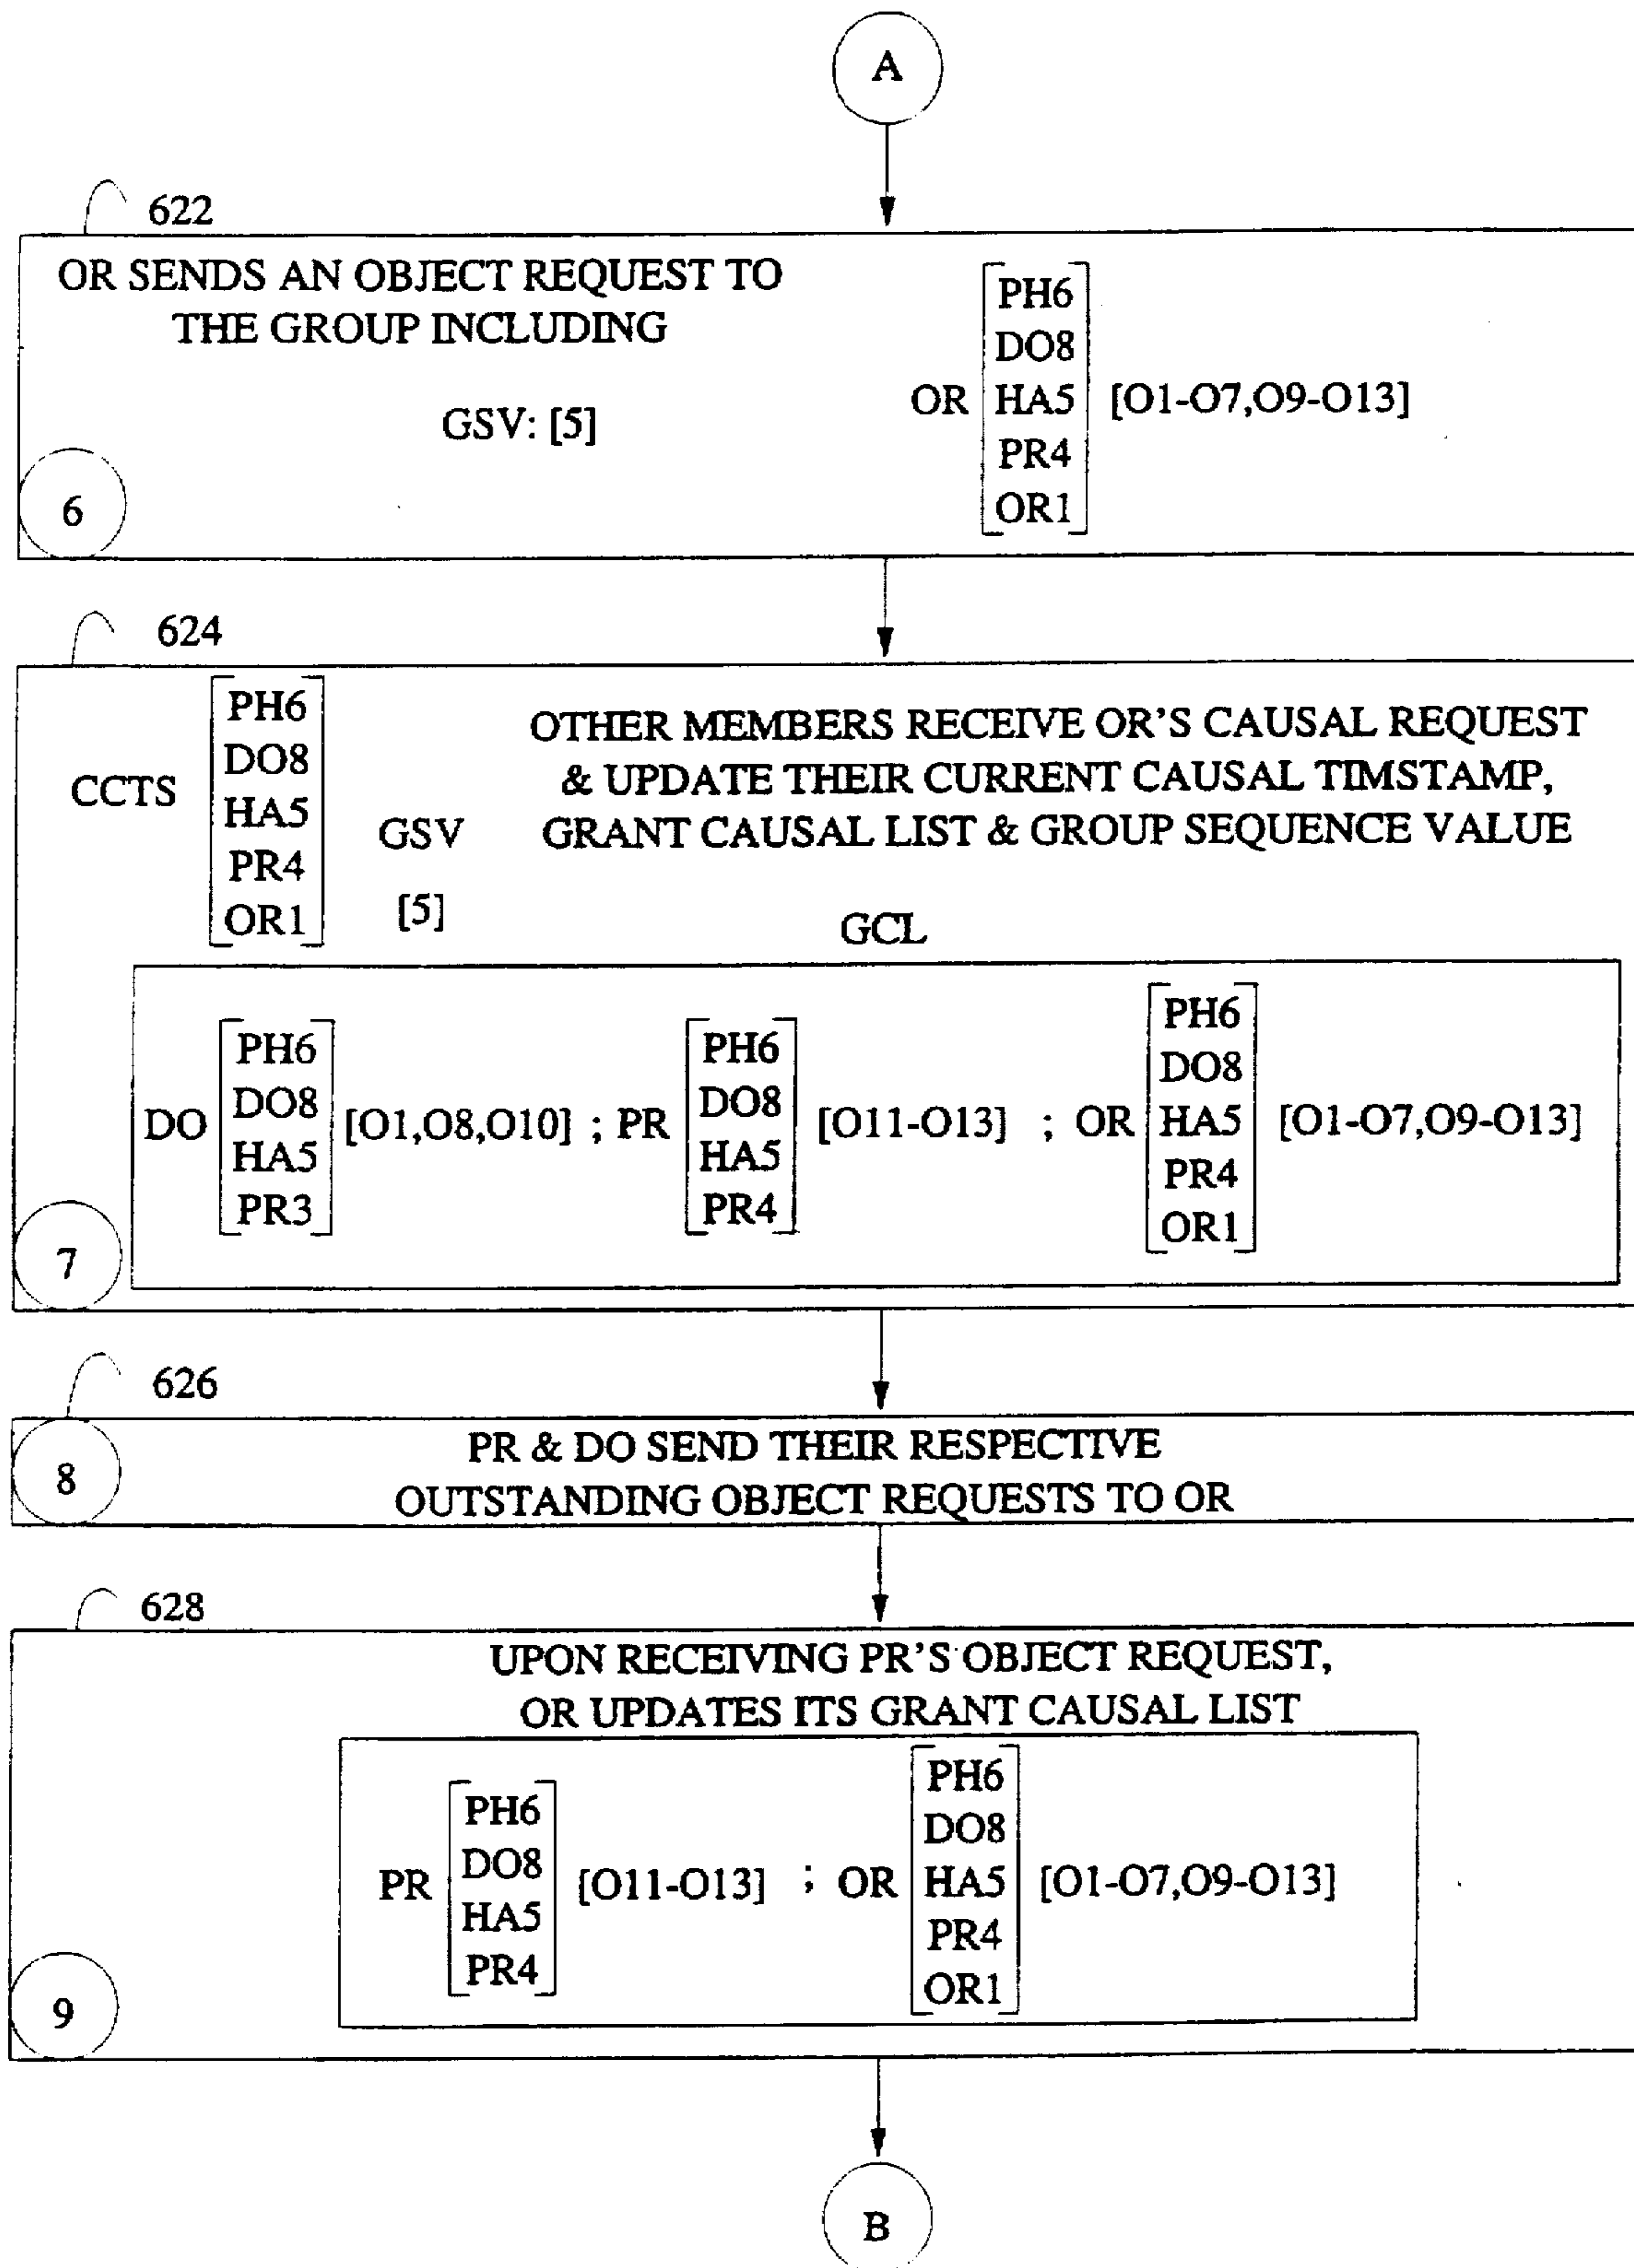 A
622
OR SENDS AN OBJECT REQUEST TO
THE GROUP INCLUDING
GSV: [5]
PH6
DO8
OR HA5 [O1-O7,O9-O13]
PR4
OR1
6
624
CCTS
PH6
DO8
HA5
PR4
OR1
GSV
[5]
OTHER MEMBERS RECEIVE OR'S CAUSAL REQUEST
& UPDATE THEIR CURRENT CAUSAL TIMSTAMP,
GRANT CAUSAL LIST & GROUP SEQUENCE VALUE
GCL
DO
PH6
DO8
HA5
PR3
[O1,O8,O10] ;
PR
PH6
DO8
HA5
PR4
[O11-O13] ;
OR
PH6
DO8
HA5
PR4
OR1
[O1-O7,O9-O13]
7
626
8
PR & DO SEND THEIR RESPECTIVE
OUTSTANDING OBJECT REQUESTS TO OR
628
UPON RECEIVING PR'S OBJECT REQUEST,
OR UPDATES ITS GRANT CAUSAL LIST
PR
PH6
DO8
HA5
PR4
[O11-O13] ;
OR
PH6
DO8
HA5
PR4
OR1
[O1-O7,O9-O13]
9
B